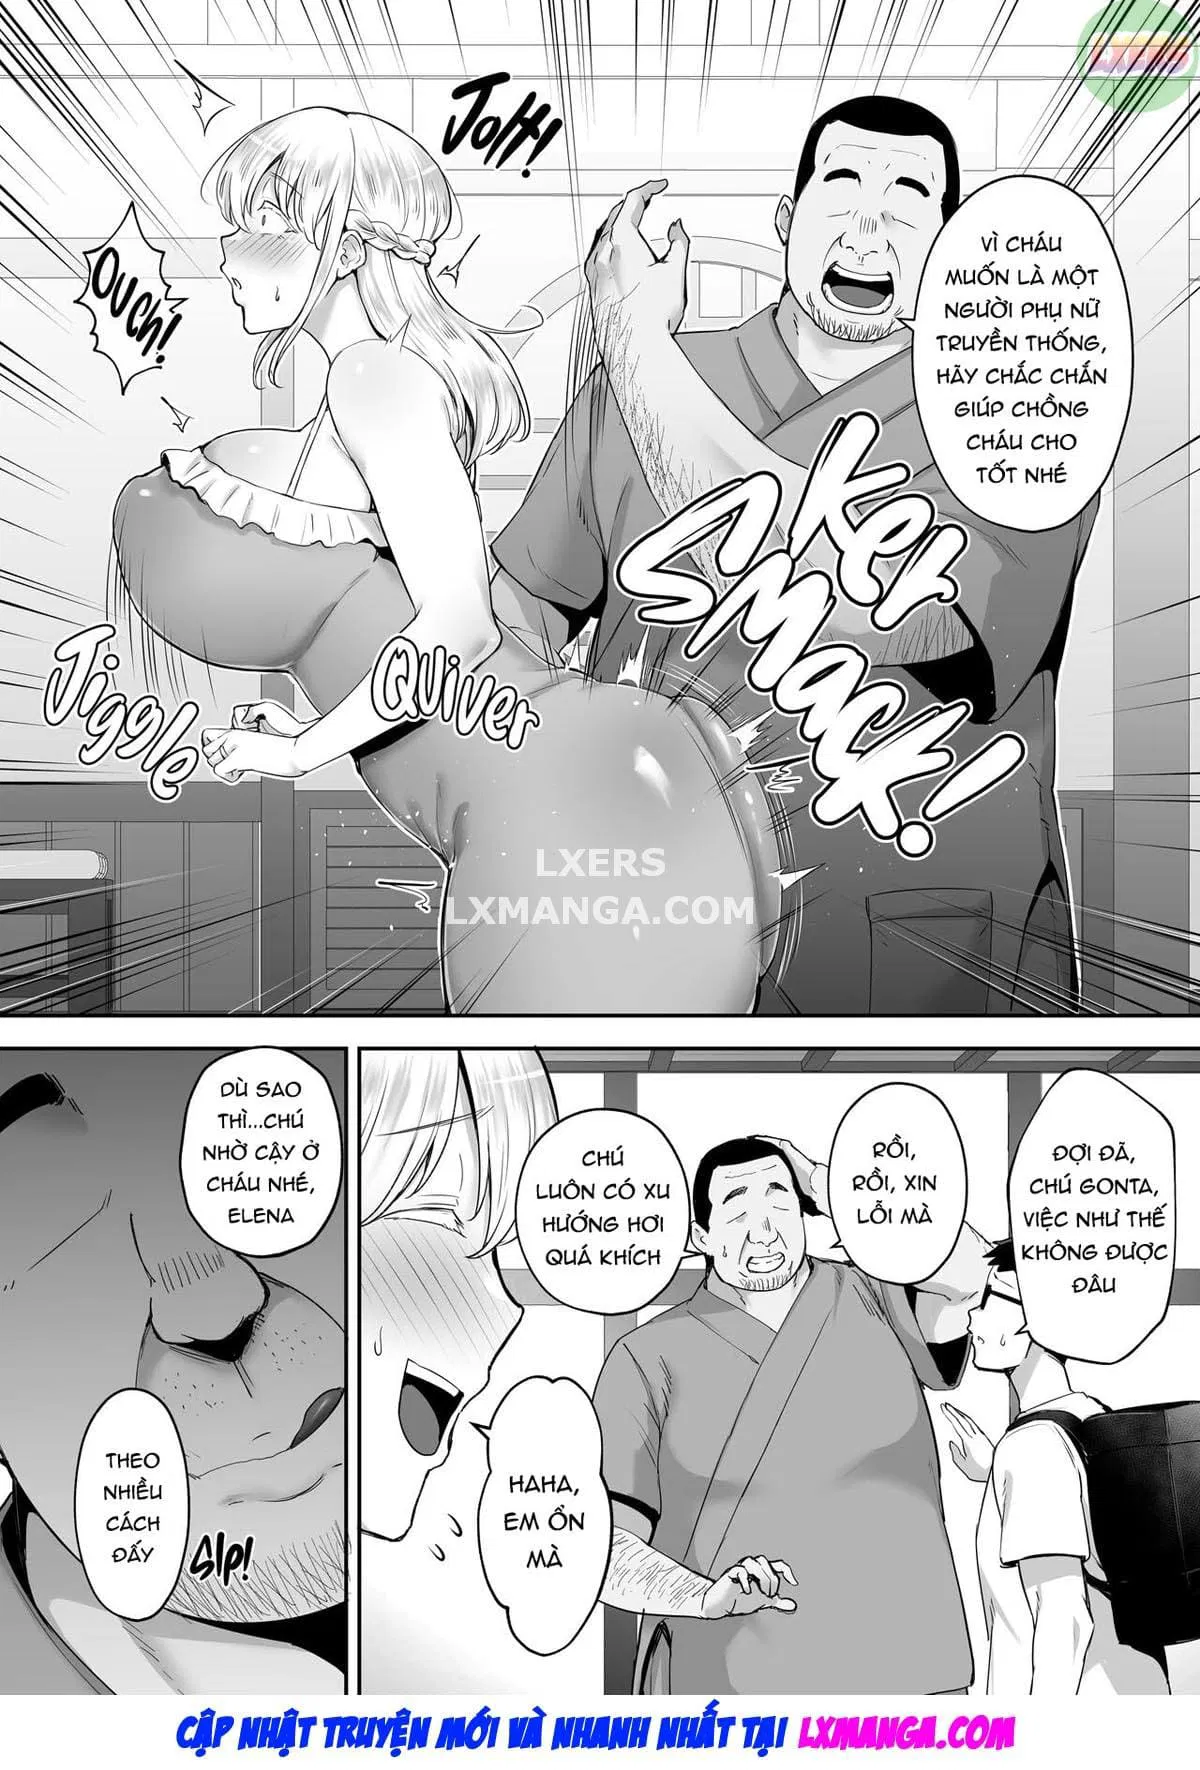 LXERS
JOLT!
OUCH!
VÌ CHÁU
MUỐN LÀ MỘT
NGƯỜI PHỤ NỮ
TRUYỀN THỐNG,
HÃY CHẮC CHẮN
GIÚP CHỒNG
CHÁU CHO
TỐT NHÉ
KER
SMACK!
JIGGLE
QUIVER
LXERS
LXMANGA.COM
ĐỢI ĐÃ,
CHÚ GONTA,
VIỆC NHƯ THẾ
KHÔNG ĐƯỢC
ĐÂU
RỒI,
RỒI, XIN
LỖI MÀ
CHÚ
LUÔN CÓ XU
HƯỚNG HƠI
QUÁ KHÍCH
HAHA,
EM ỔN
MÀ
DÙ SAO
THÌ...CHÚ
NHỜ CẬY Ở
CHÁU NHÉ,
ELENA
THEO
NHIỀU
CÁCH
ĐẤY
SLP!
CẬP NHẬT TRUYỆN MỚI VÀ NHANH NHẤT TẠI LXMANGA.COM